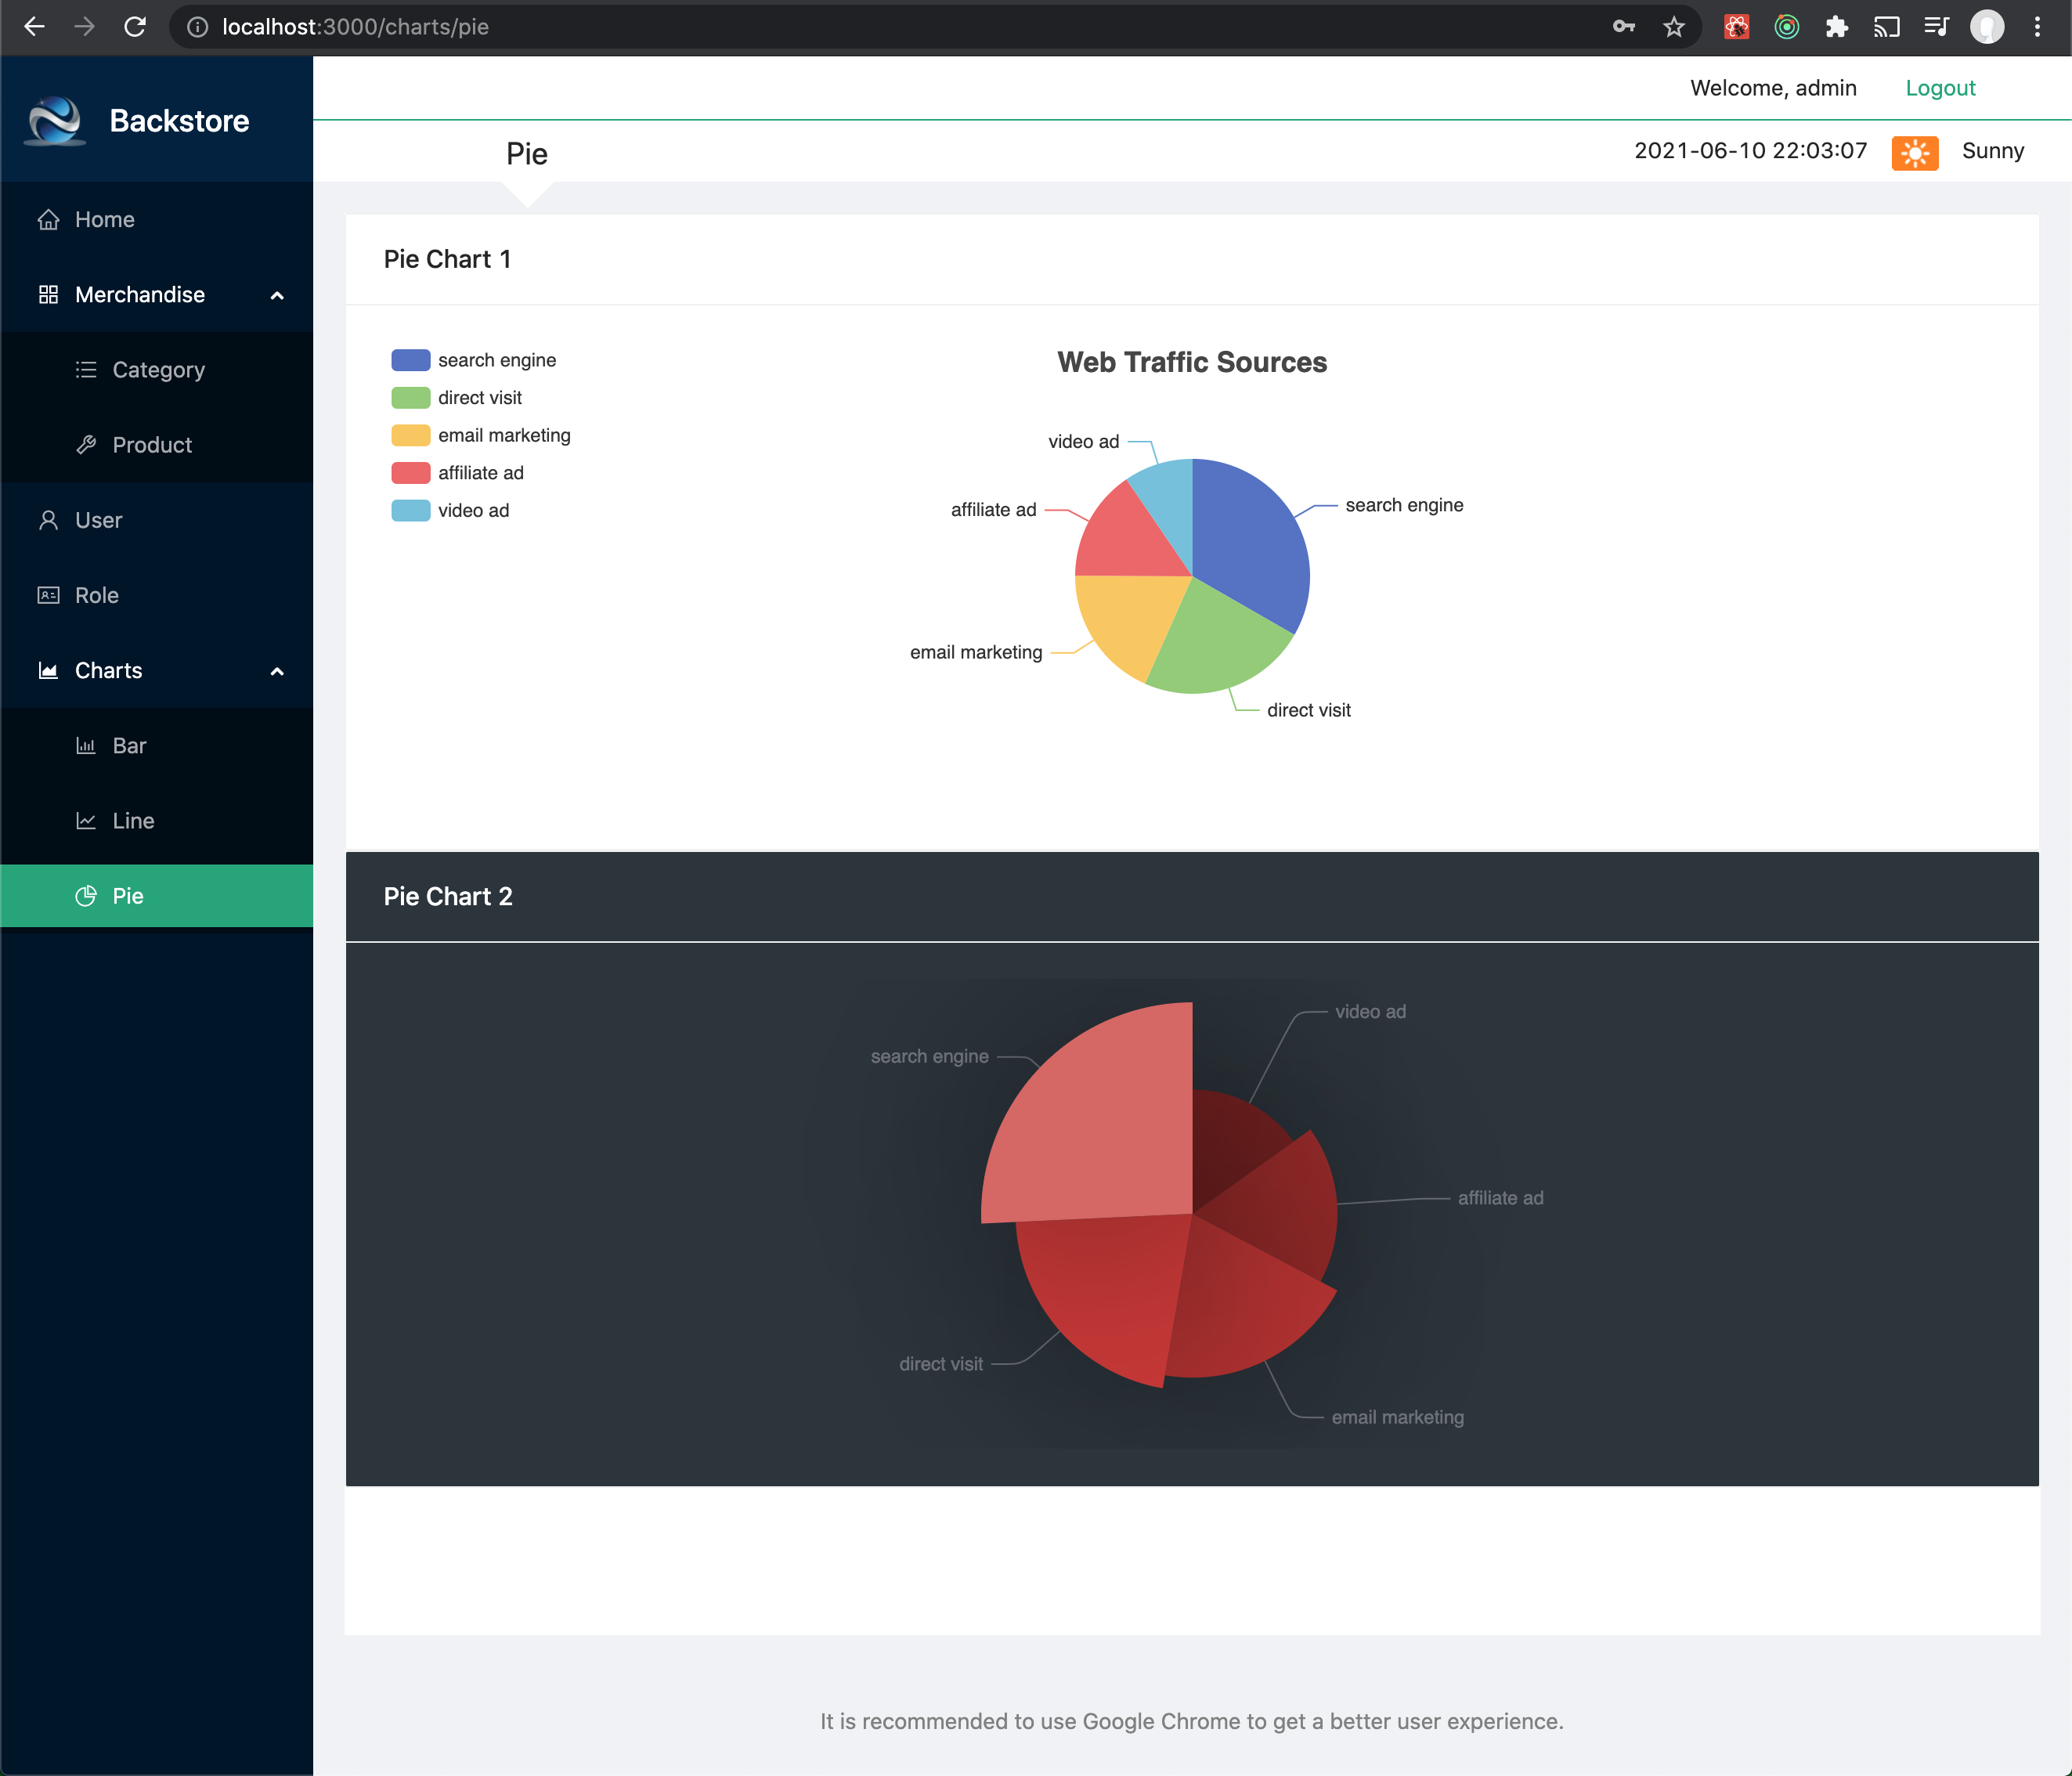 localhost:3000/charts/pie
Welcome, admin
Logout
Backstore
Pie
2021-06-10 22:03:07
Sunny
Home
Merchandise
Category
Product
User
Role
Charts
Bar
Line
Pie
Pie Chart 1
search engine
direct visit
email marketing
affiliate ad
video ad
Web Traffic Sources
video ad
affiliate ad
search engine
email marketing
direct visit
Pie Chart 2
video ad
search engine
affiliate ad
direct visit
email marketing
It is recommended to use Google Chrome to get a better user experience.